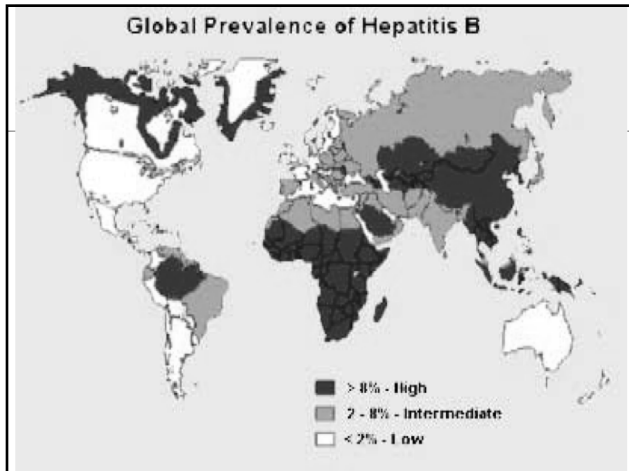 Global Prevalence of Hepatitis B
> 8% - High
2 - 8% - Intermediate
< 2% - Low